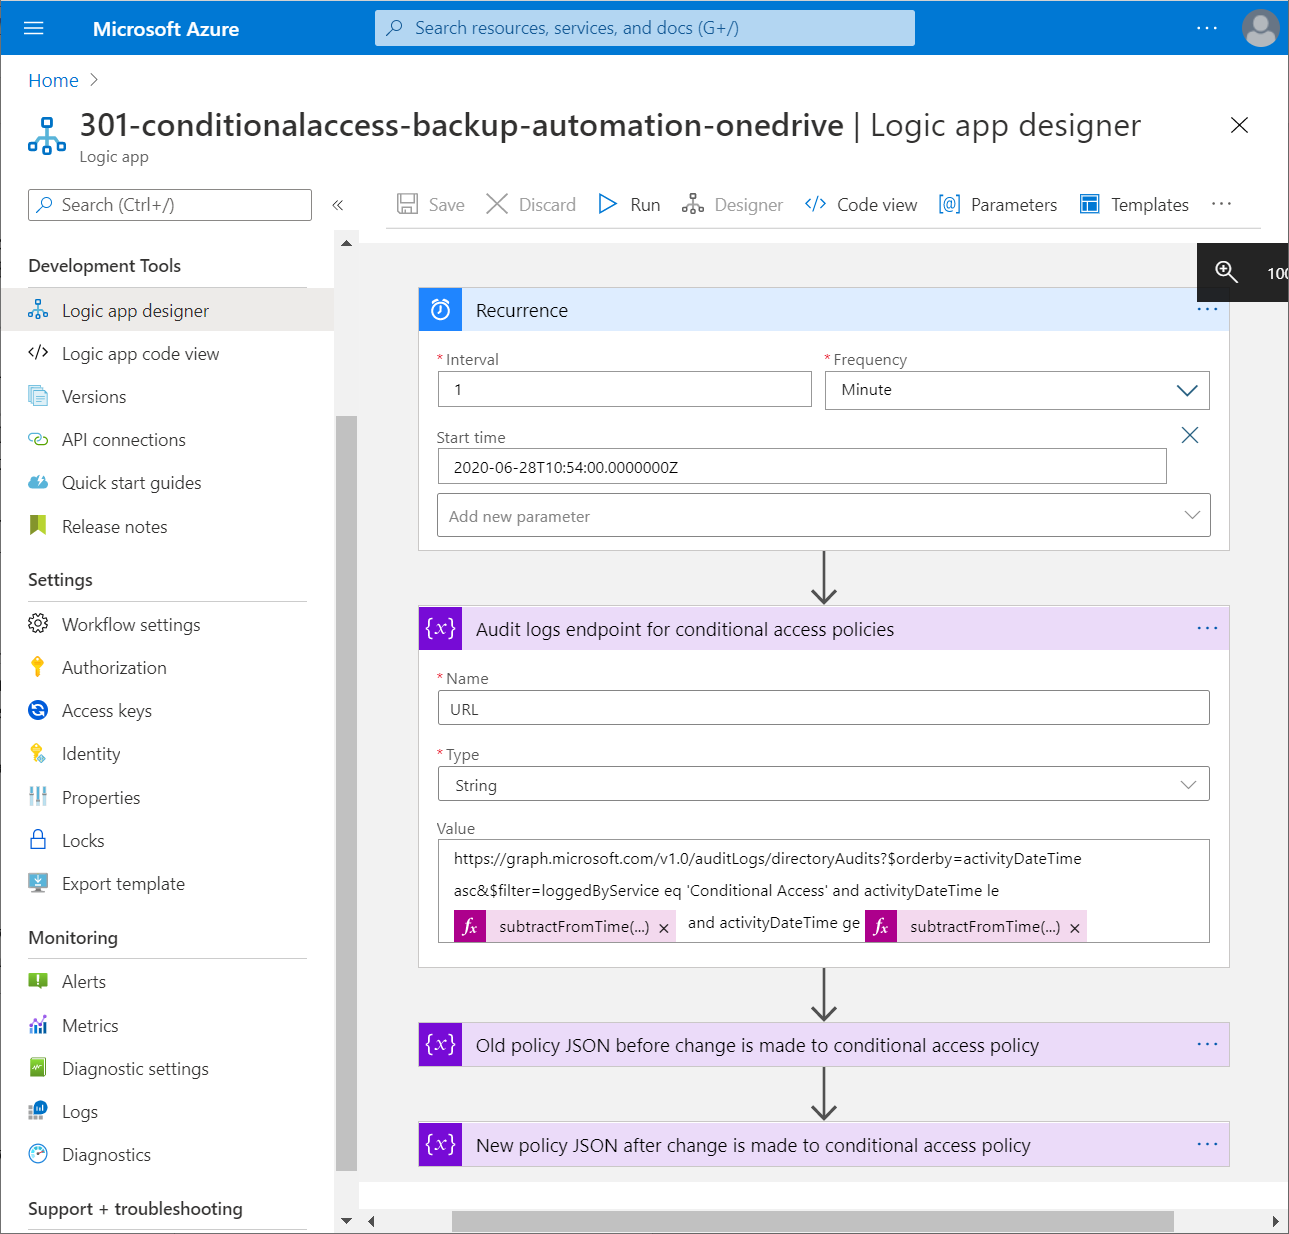 Microsoft Azure
Search resources, services, and docs (G+/)
Home
301-conditionalaccess-backup-automation-onedrive | Logic app designer
Logic app
Search (Ctrl+/)
Save
Discard
Run
Designer
Code view
Parameters
Templates
Development Tools
Logic app designer
Logic app code view
Versions
API connections
Quick start guides
Release notes
Settings
Workflow settings
Authorization
Access keys
Identity
Properties
Locks
Export template
Monitoring
Alerts
Metrics
Diagnostic settings
Logs
Diagnostics
Support + troubleshooting
100
Recurrence
* Interval
* Frequency
1
Minute
Start time
2020-06-28T10:54:00.0000000Z
Add new parameter
{x} Audit logs endpoint for conditional access policies
* Name
URL
* Type
String
Value
https://graph.microsoft.com/v1.0/auditLogs/directoryAudits?$orderby=activityDateTime
asc&$filter=loggedByService eq 'Conditional Access' and activityDateTime le
fx subtractFromTime(...) × and activityDateTime ge fx subtractFromTime(...) ×
{x} Old policy JSON before change is made to conditional access policy
{x} New policy JSON after change is made to conditional access policy